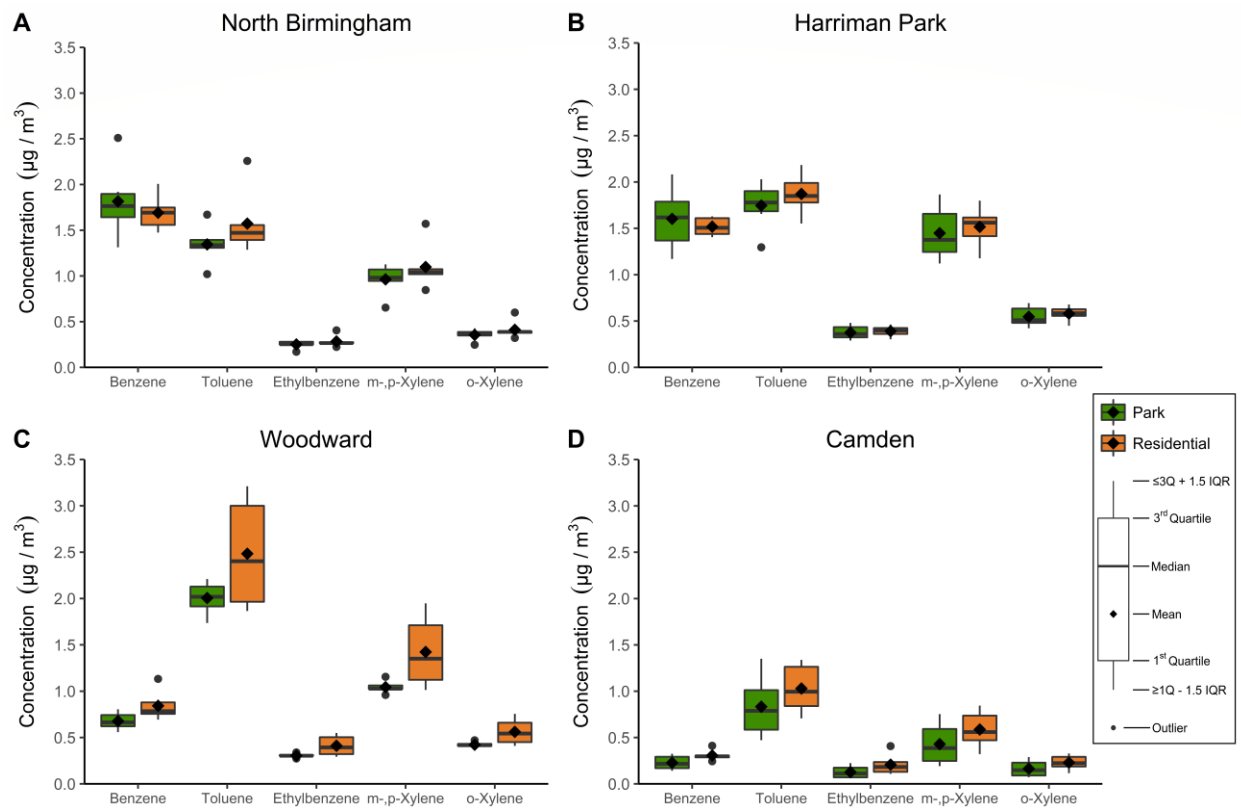 A
North Birmingham
3.5
3.0
2.5
2.0
1.5
1.0
0.5
0.0
Concentration (µg / m³)
Benzene Toluene Ethylbenzene m-,p-Xylene o-Xylene
B
Harriman Park
3.5
3.0
2.5
2.0
1.5
1.0
0.5
0.0
Concentration (µg / m³)
Benzene Toluene Ethylbenzene m-,p-Xylene o-Xylene
C
Woodward
3.5
3.0
2.5
2.0
1.5
1.0
0.5
0.0
Concentration (µg / m³)
Benzene Toluene Ethylbenzene m-,p-Xylene o-Xylene
D
Camden
3.5
3.0
2.5
2.0
1.5
1.0
0.5
0.0
Concentration (µg / m³)
Benzene Toluene Ethylbenzene m-,p-Xylene o-Xylene
Park
Residential
≤3Q + 1.5 IQR
3rd Quartile
Median
Mean
1st Quartile
≥1Q - 1.5 IQR
Outlier